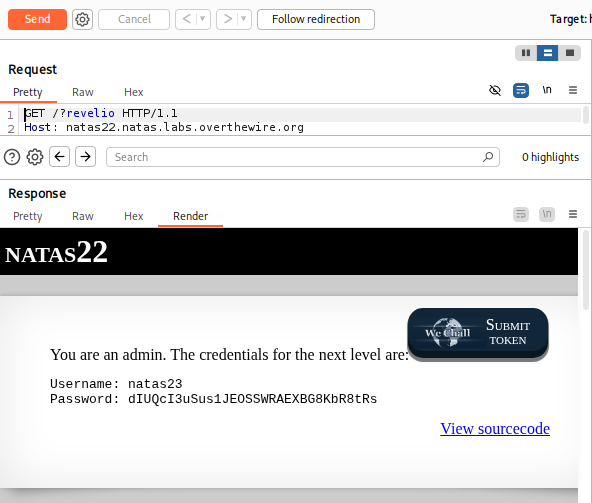 Send
Cancel
Follow redirection
Target: h
Request
Pretty Raw Hex
\n
1 GET /?revelio HTTP/1.1
2 Host: natas22.natas.labs.overthewire.org
Search
0 highlights
Response
Pretty Raw Hex Render
\n
NATAS22
We Chall
SUBMIT
TOKEN
You are an admin. The credentials for the next level are:
Username: natas23
Password: dIUQcI3uSus1JEOSSWRAEXBG8KbR8tRs
View sourcecode